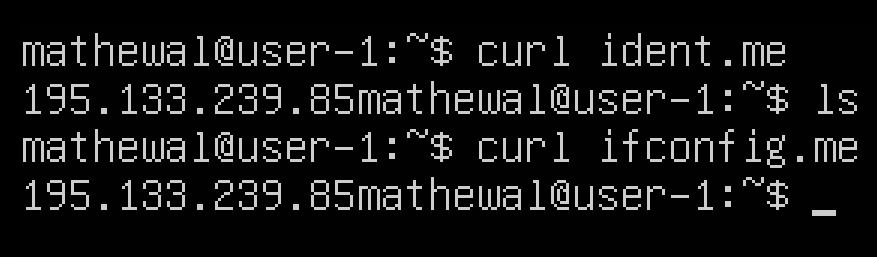 mathewal@user-1:~$ curl ident.me
195.133.239.85mathewal@user-1:~$ ls
mathewal@user-1:~$ curl ifconfig.me
195.133.239.85mathewal@user-1:~$ _